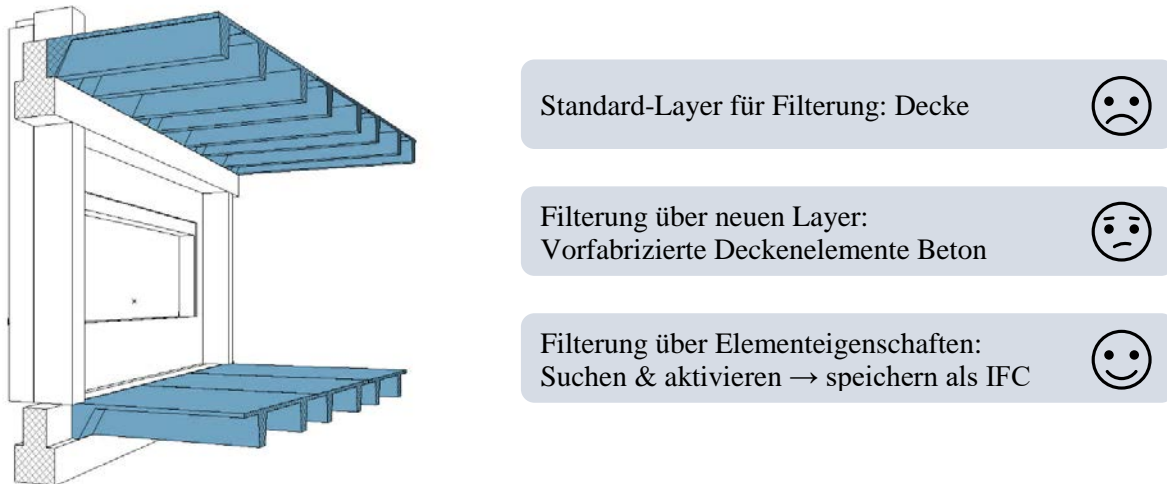 Standard-Layer für Filterung: Decke
Filterung über neuen Layer:
Vorfabrizierte Deckenelemente Beton
Filterung über Elementeigenschaften:
Suchen & aktivieren → speichern als IFC